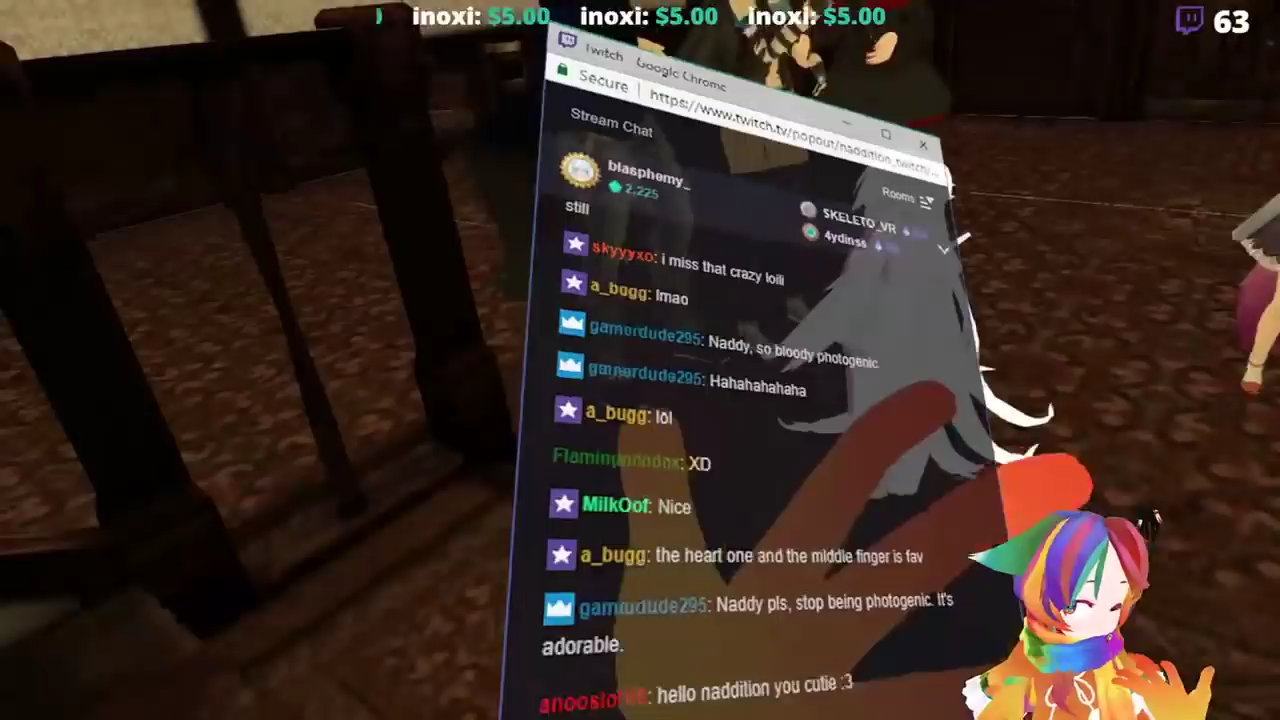 inoxi: $5.00 inoxi: $5.00 inoxi: $5.00
63
Twitch - Google Chrome
Secure | https://www.twitch.tv/popout/naddition_twitch/...
Stream Chat
blasphemy_
2,225
Rooms
SKELETO_VR
4ydinss
still
skyyyxo: i miss that crazy loili
a_bugg: lmao
gamerdude295: Naddy, so bloody photogenic.
gamerdude295: Hahahahahaha
a_bugg: lol
: XD
MilkOof: Nice
a_bugg: the heart one and the middle finger is fav
gamerdude295: Naddy pls, stop being photogenic. It's
adorable.
: hello naddition you cutie :3